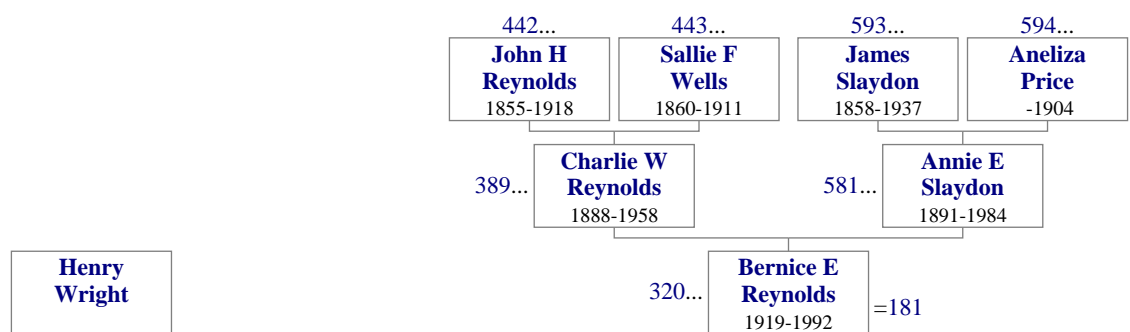 442...
443...
593...
594...
John H
Reynolds
1855-1918
Sallie F
Wells
1860-1911
James
Slaydon
1858-1937
Aneliza
Price
-1904
389...
Charlie W
Reynolds
1888-1958
581...
Annie E
Slaydon
1891-1984
Henry
Wright
320...
Bernice E
Reynolds
1919-1992
=181